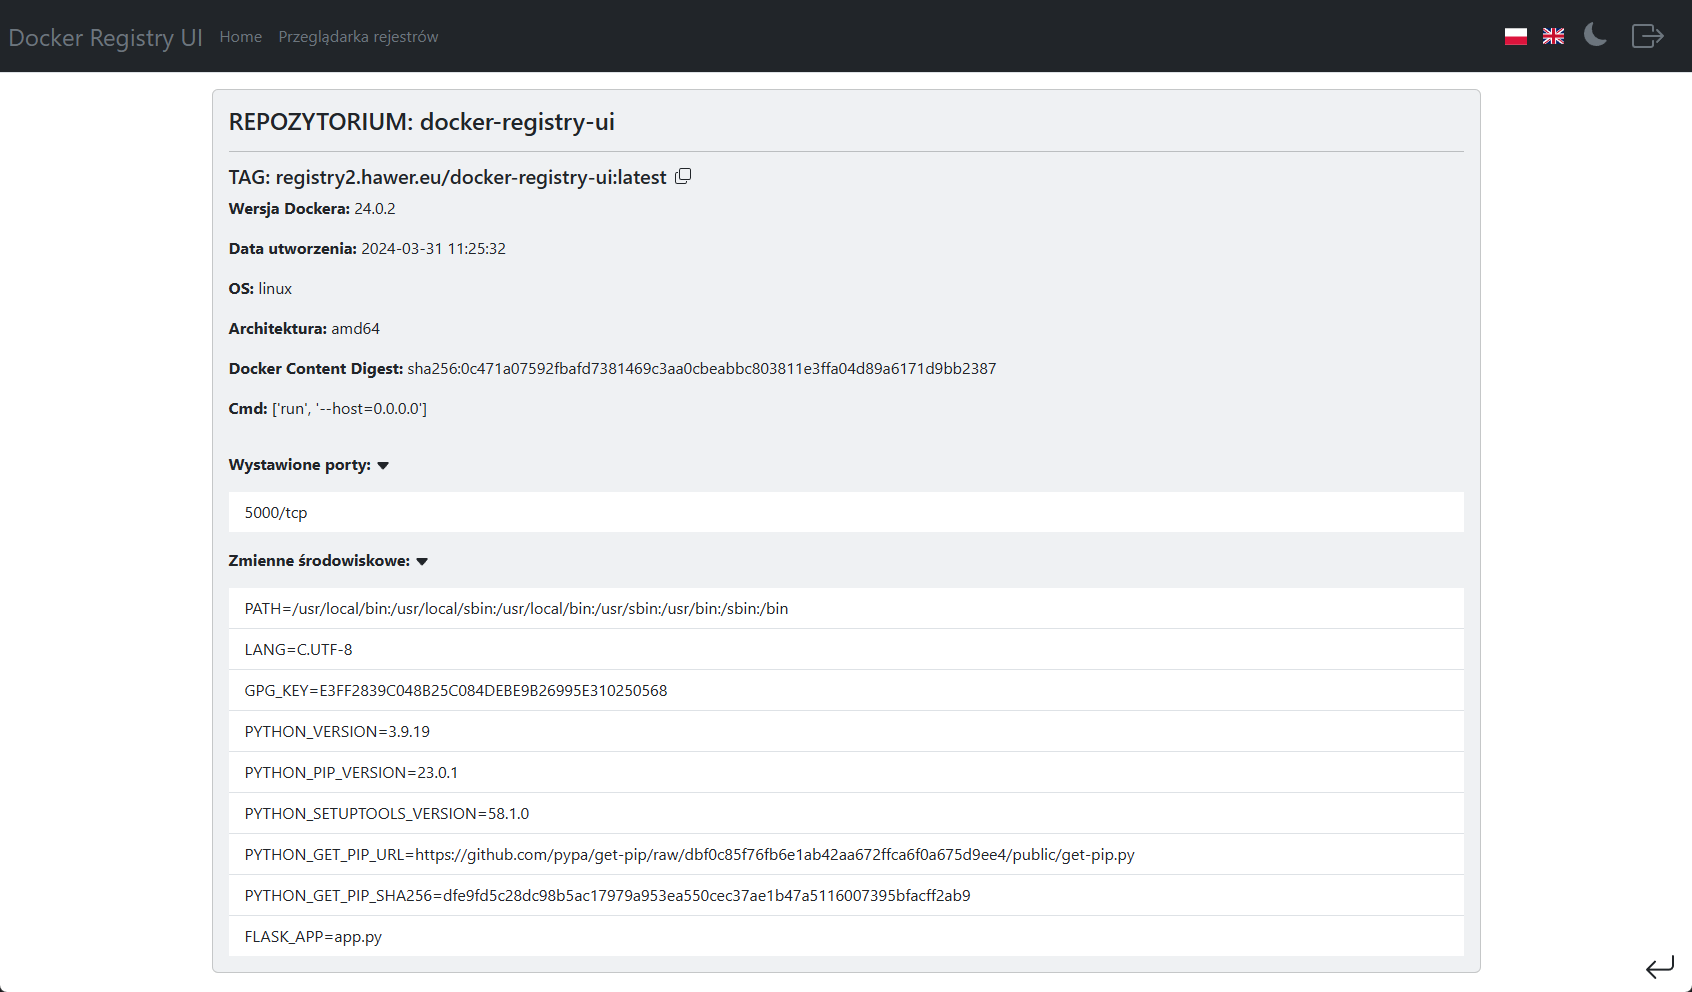 Docker Registry UI Home Przeglądarka rejestrów
REPOZYTORIUM: docker-registry-ui
TAG: registry2.hawer.eu/docker-registry-ui:latest
Wersja Dockera: 24.0.2
Data utworzenia: 2024-03-31 11:25:32
OS: linux
Architektura: amd64
Docker Content Digest: sha256:0c471a07592fbafd7381469c3aa0cbeabbc803811e3ffa04d89a6171d9bb2387
Cmd: ['run', '--host=0.0.0.0']
Wystawione porty:
5000/tcp
Zmienne środowiskowe:
PATH=/usr/local/bin:/usr/local/sbin:/usr/local/bin:/usr/sbin:/usr/bin:/sbin:/bin
LANG=C.UTF-8
GPG_KEY=E3FF2839C048B25C084DEBE9B26995E310250568
PYTHON_VERSION=3.9.19
PYTHON_PIP_VERSION=23.0.1
PYTHON_SETUPTOOLS_VERSION=58.1.0
PYTHON_GET_PIP_URL=https://github.com/pypa/get-pip/raw/dbf0c85f76fb6e1ab42aa672ffca6f0a675d9ee4/public/get-pip.py
PYTHON_GET_PIP_SHA256=dfe9fd5c28dc98b5ac17979a953ea550cec37ae1b47a5116007395bfacff2ab9
FLASK_APP=app.py